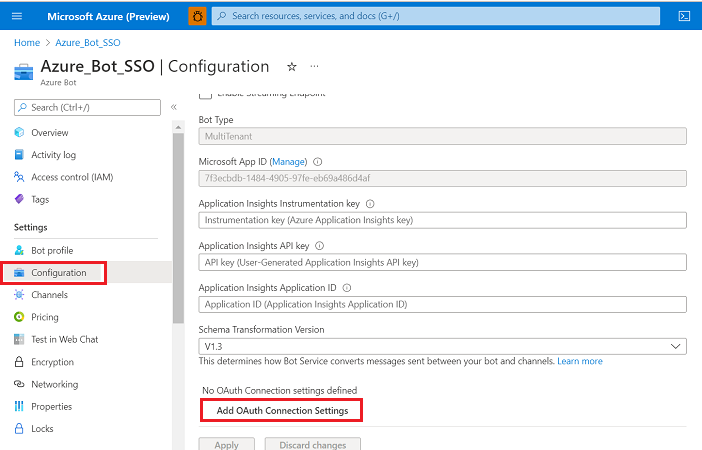 Microsoft Azure (Preview)
Search resources, services, and docs (G+/)
Home > Azure_Bot_SSO
Azure_Bot_SSO | Configuration
Azure Bot
Search (Ctrl+/)
Overview
Activity log
Access control (IAM)
Tags
Settings
Bot profile
Configuration
Channels
Pricing
Test in Web Chat
Encryption
Networking
Properties
Locks
Enable Streaming Endpoint
Bot Type
MultiTenant
Microsoft App ID (Manage)
7f3ecbdb-1484-4905-97fe-eb69a486d4af
Application Insights Instrumentation key
Instrumentation key (Azure Application Insights key)
Application Insights API key
API key (User-Generated Application Insights API key)
Application Insights Application ID
Application ID (Application Insights Application ID)
Schema Transformation Version
V1.3
This determines how Bot Service converts messages sent between your bot and channels. Learn more
No OAuth Connection settings defined
Add OAuth Connection Settings
Apply
Discard changes